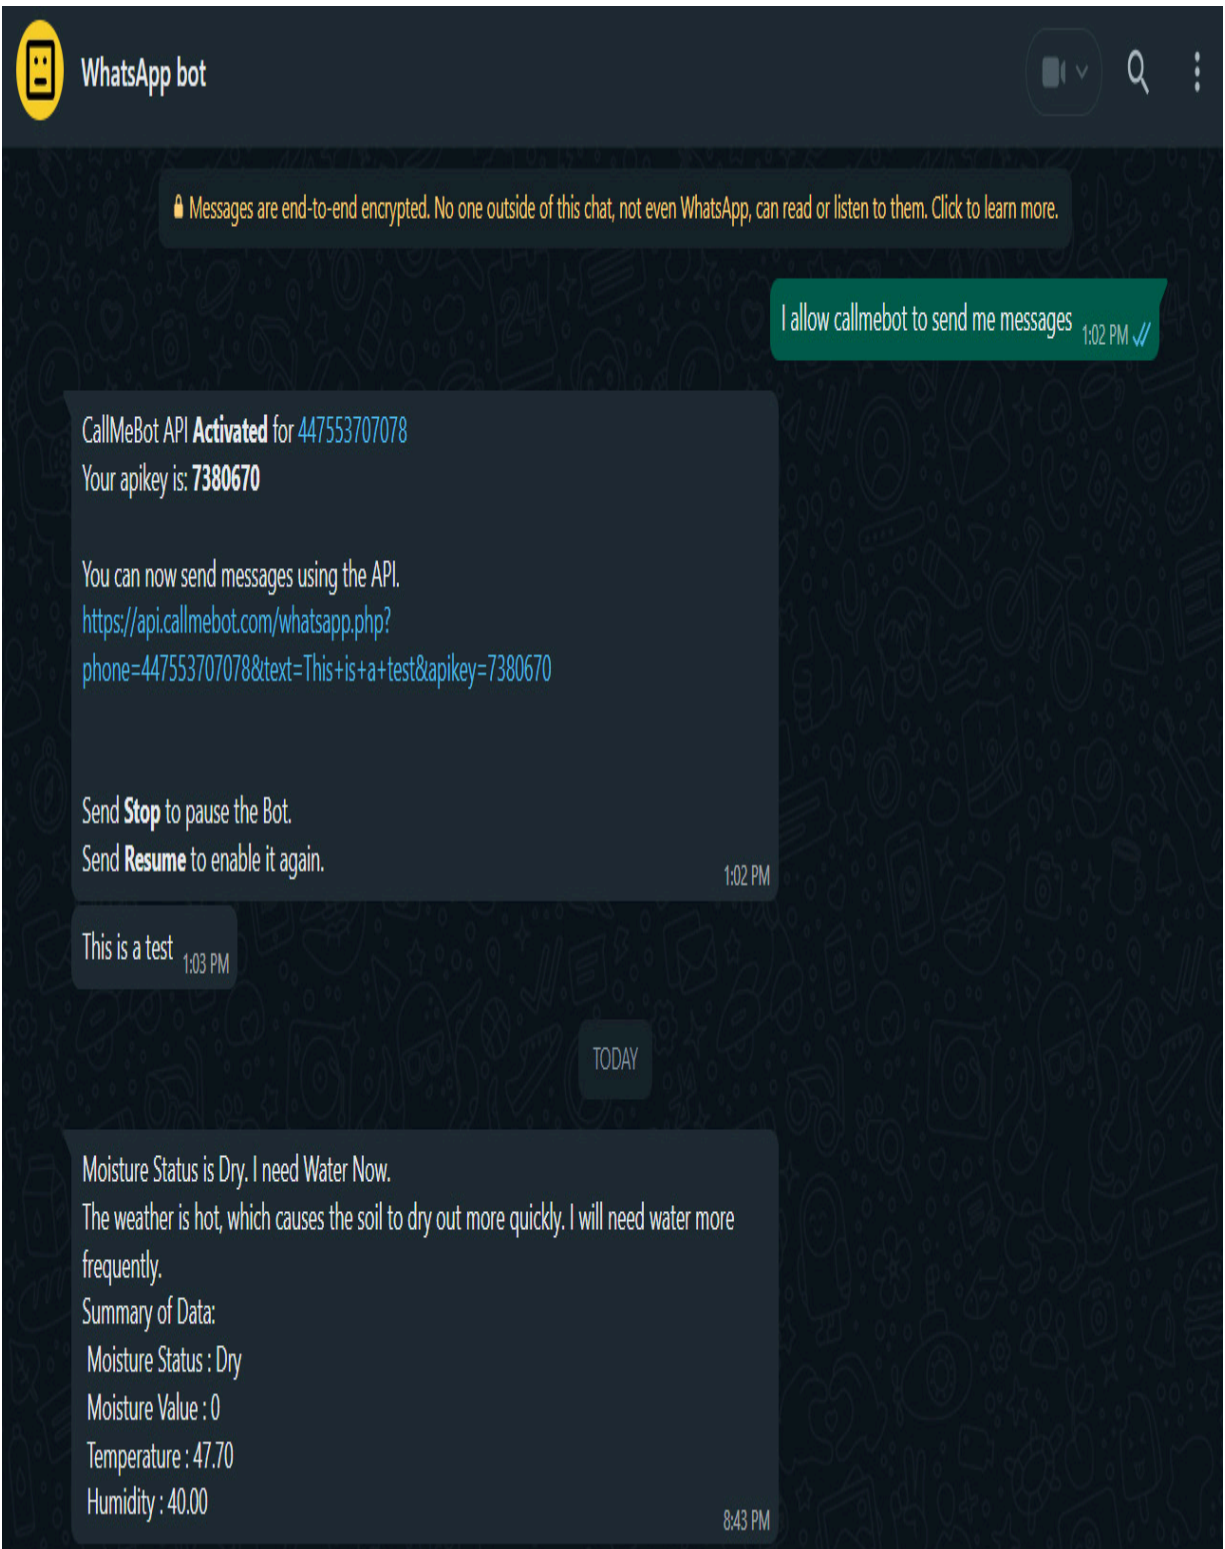 WhatsApp bot
Messages are end-to-end encrypted. No one outside of this chat, not even WhatsApp, can read or listen to them. Click to learn more.
I allow callmebot to send me messages 1:02 PM
CallMeBot API Activated for 447553707078
Your apikey is: 7380670
You can now send messages using the API.
https://api.callmebot.com/whatsapp.php?
phone=447553707078&text=This+is+a+test&apikey=7380670
Send Stop to pause the Bot.
Send Resume to enable it again.
1:02 PM
This is a test 1:03 PM
TODAY
Moisture Status is Dry. I need Water Now.
The weather is hot, which causes the soil to dry out more quickly. I will need water more
frequently.
Summary of Data:
Moisture Status : Dry
Moisture Value : 0
Temperature : 47.70
Humidity : 40.00
8:43 PM